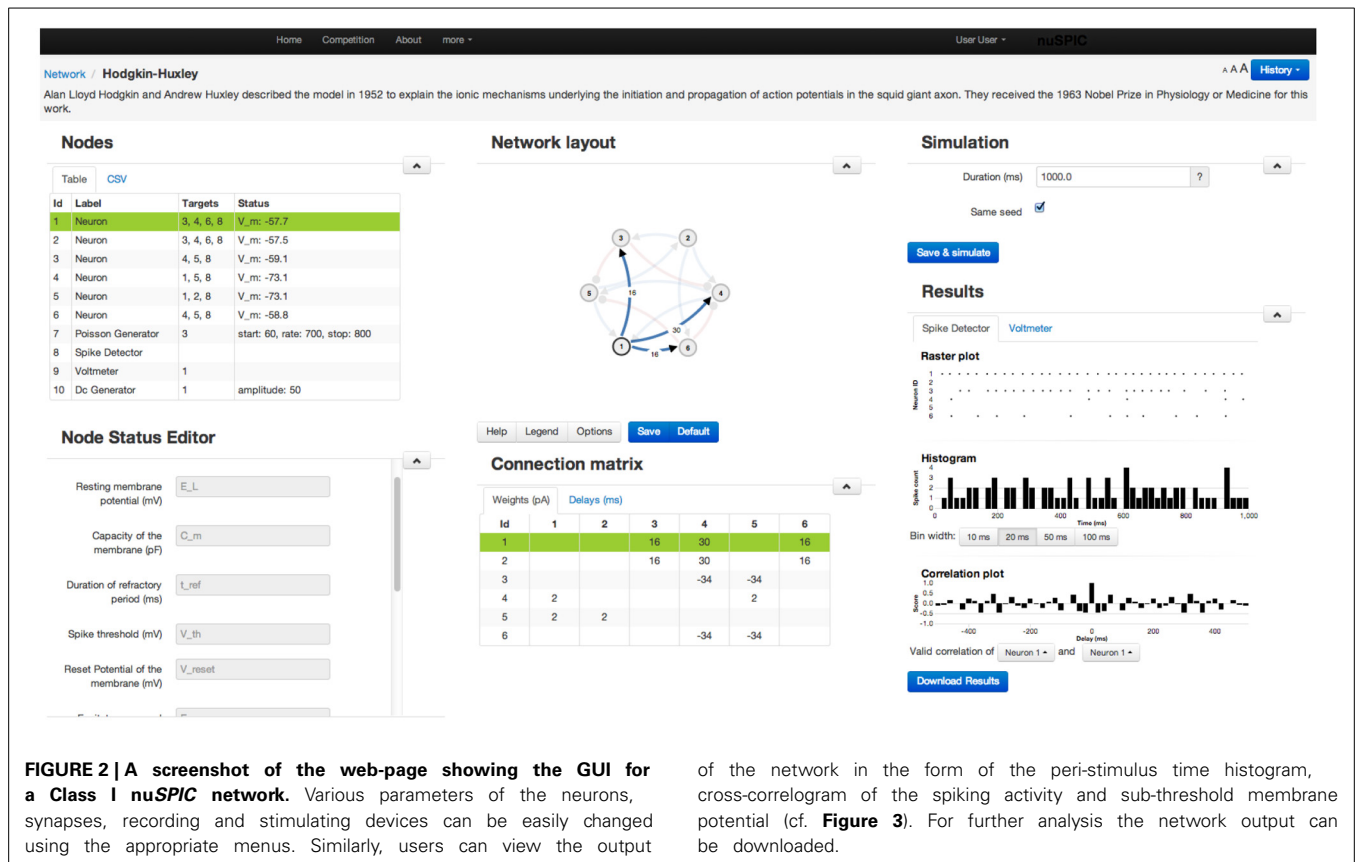 Home Competition About more User User nuSPIC
Network / Hodgkin-Huxley
A A A History
Alan Lloyd Hodgkin and Andrew Huxley described the model in 1952 to explain the ionic mechanisms underlying the initiation and propagation of action potentials in the squid giant axon. They received the 1963 Nobel Prize in Physiology or Medicine for this
work.
Nodes
Table CSV
Id Label Targets Status
1 Neuron 3, 4, 6, 8 V_m: -57.7
2 Neuron 3, 4, 6, 8 V_m: -57.5
3 Neuron 4, 5, 8 V_m: -59.1
4 Neuron 1, 5, 8 V_m: -73.1
5 Neuron 1, 2, 8 V_m: -73.1
6 Neuron 4, 5, 8 V_m: -58.8
7 Poisson Generator 3 start: 60, rate: 700, stop: 800
8 Spike Detector
9 Voltmeter 1
10 Dc Generator 1 amplitude: 50
Node Status Editor
Resting membrane
potential (mV)
E_L
Capacity of the
membrane (pF)
C_m
Duration of refractory
period (ms)
t_ref
Spike threshold (mV) V_th
Reset Potential of the
membrane (mV)
V_reset
Network layout
3 2
5 16 4
30
1 16 6
Help Legend Options Save Default
Connection matrix
Weights (pA) Delays (ms)
Id 1 2 3 4 5 6
1 16 30 16
2 16 30 16
3 -34 -34
4 2 2
5 2 2
6 -34 -34
Simulation
Duration (ms) 1000.0 ?
Same seed
Save & simulate
Results
Spike Detector Voltmeter
Raster plot
Neuron ID
1
2
3
4
5
6
Histogram
Spike count
4
3
2
1
0
0 200 400 600 800 1,000
Time (ms)
Bin width: 10 ms 20 ms 50 ms 100 ms
Correlation plot
Score
1.0
0.5
0.0
-0.5
-1.0
-400 -200 0 200 400
Delay (ms)
Valid correlation of Neuron 1 and Neuron 1
Download Results
FIGURE 2 | A screenshot of the web-page showing the GUI for
a Class I nuSPIC network. Various parameters of the neurons,
synapses, recording and stimulating devices can be easily changed
using the appropriate menus. Similarly, users can view the output
of the network in the form of the peri-stimulus time histogram,
cross-correlogram of the spiking activity and sub-threshold membrane
potential (cf. Figure 3). For further analysis the network output can
be downloaded.